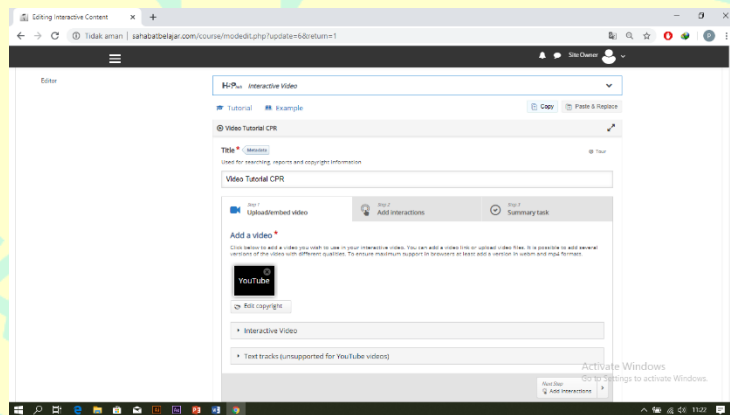 Editing Interactive Content
Tidak aman | sahabatbelajar.com/course/modedit.php?update=6&return=1
Site Owner
Editor
H-P Interactive Video
Tutorial Example
Copy Paste & Replace
Video Tutorial CPR
Title * Metadata
Tour
Used for searching, reports and copyright information
Video Tutorial CPR
Step 1
Upload/embed video
Step 2
Add interactions
Step 3
Summary task
Add a video *
Click below to add a video you wish to use in your interactive video. You can add a video link or upload video files. It is possible to add several
versions of the video with different qualities. To ensure maximum support in browsers at least add a version in webm and mp4 formats.
YouTube
Edit copyright
Interactive Video
Text tracks (unsupported for YouTube videos)
Activate Windows
Go to Settings to activate Windows.
Next Step
Add interactions
11:27